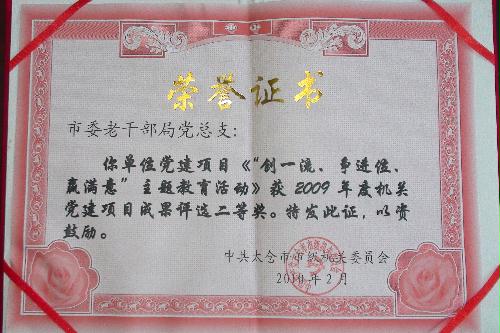 荣誉证书
市委老干部局党总支：
你单位党建项目《“创一流、争进位、
赢满意”主题教育活动》获2009年度机关
党建项目成果评选二等奖。特发此证，以资
鼓励。
中共太仓市市级机关委员会
2010年2月